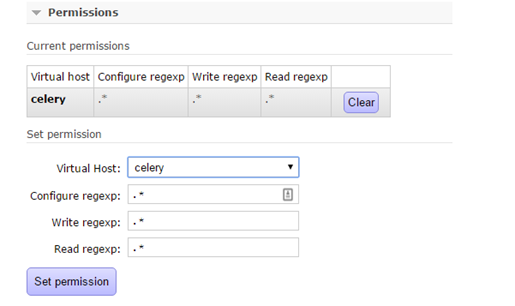 Permissions
Current permissions
Virtual host Configure regexp Write regexp Read regexp
celery .* .* .* Clear
Set permission
Virtual Host: celery
Configure regexp: .*
Write regexp: .*
Read regexp: .*
Set permission